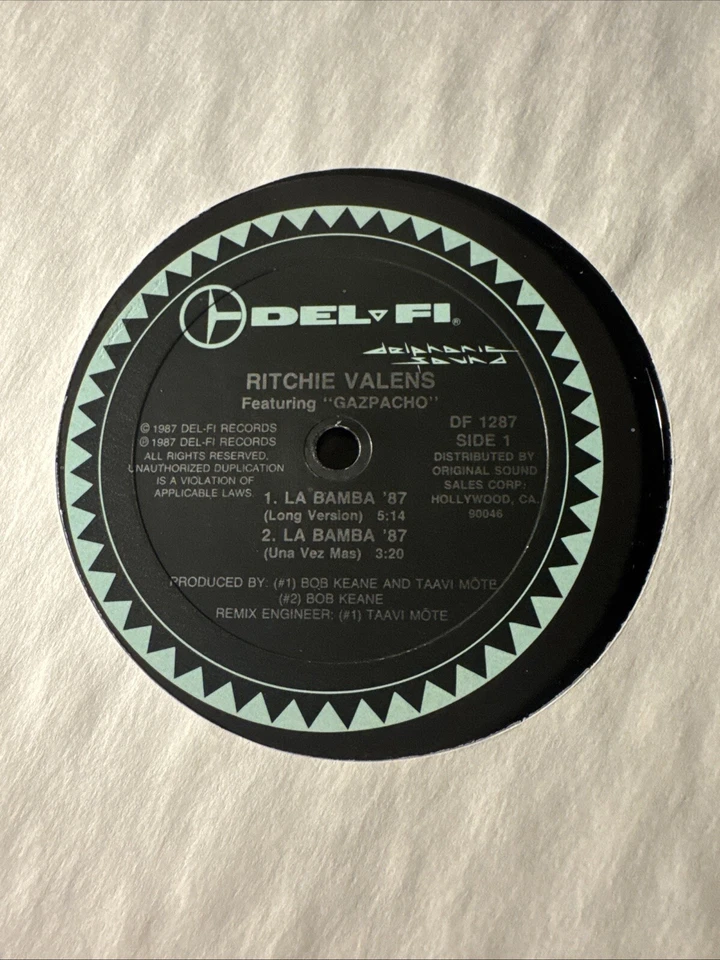 DEL-FI®
delphonic
sound
RITCHIE VALENS
Featuring "GAZPACHO"
© 1987 DEL-FI RECORDS
℗ 1987 DEL-FI RECORDS
ALL RIGHTS RESERVED.
UNAUTHORIZED DUPLICATION
IS A VIOLATION OF
APPLICABLE LAWS.
DF 1287
SIDE 1
DISTRIBUTED BY
ORIGINAL SOUND
SALES CORP.
HOLLYWOOD, CA.
90046
1. LA BAMBA '87
(Long Version) 5:14
2. LA BAMBA '87
(Una Vez Mas) 3:20
PRODUCED BY: (#1) BOB KEANE AND TAAVI MÕTE
(#2) BOB KEANE
REMIX ENGINEER: (#1) TAAVI MÕTE